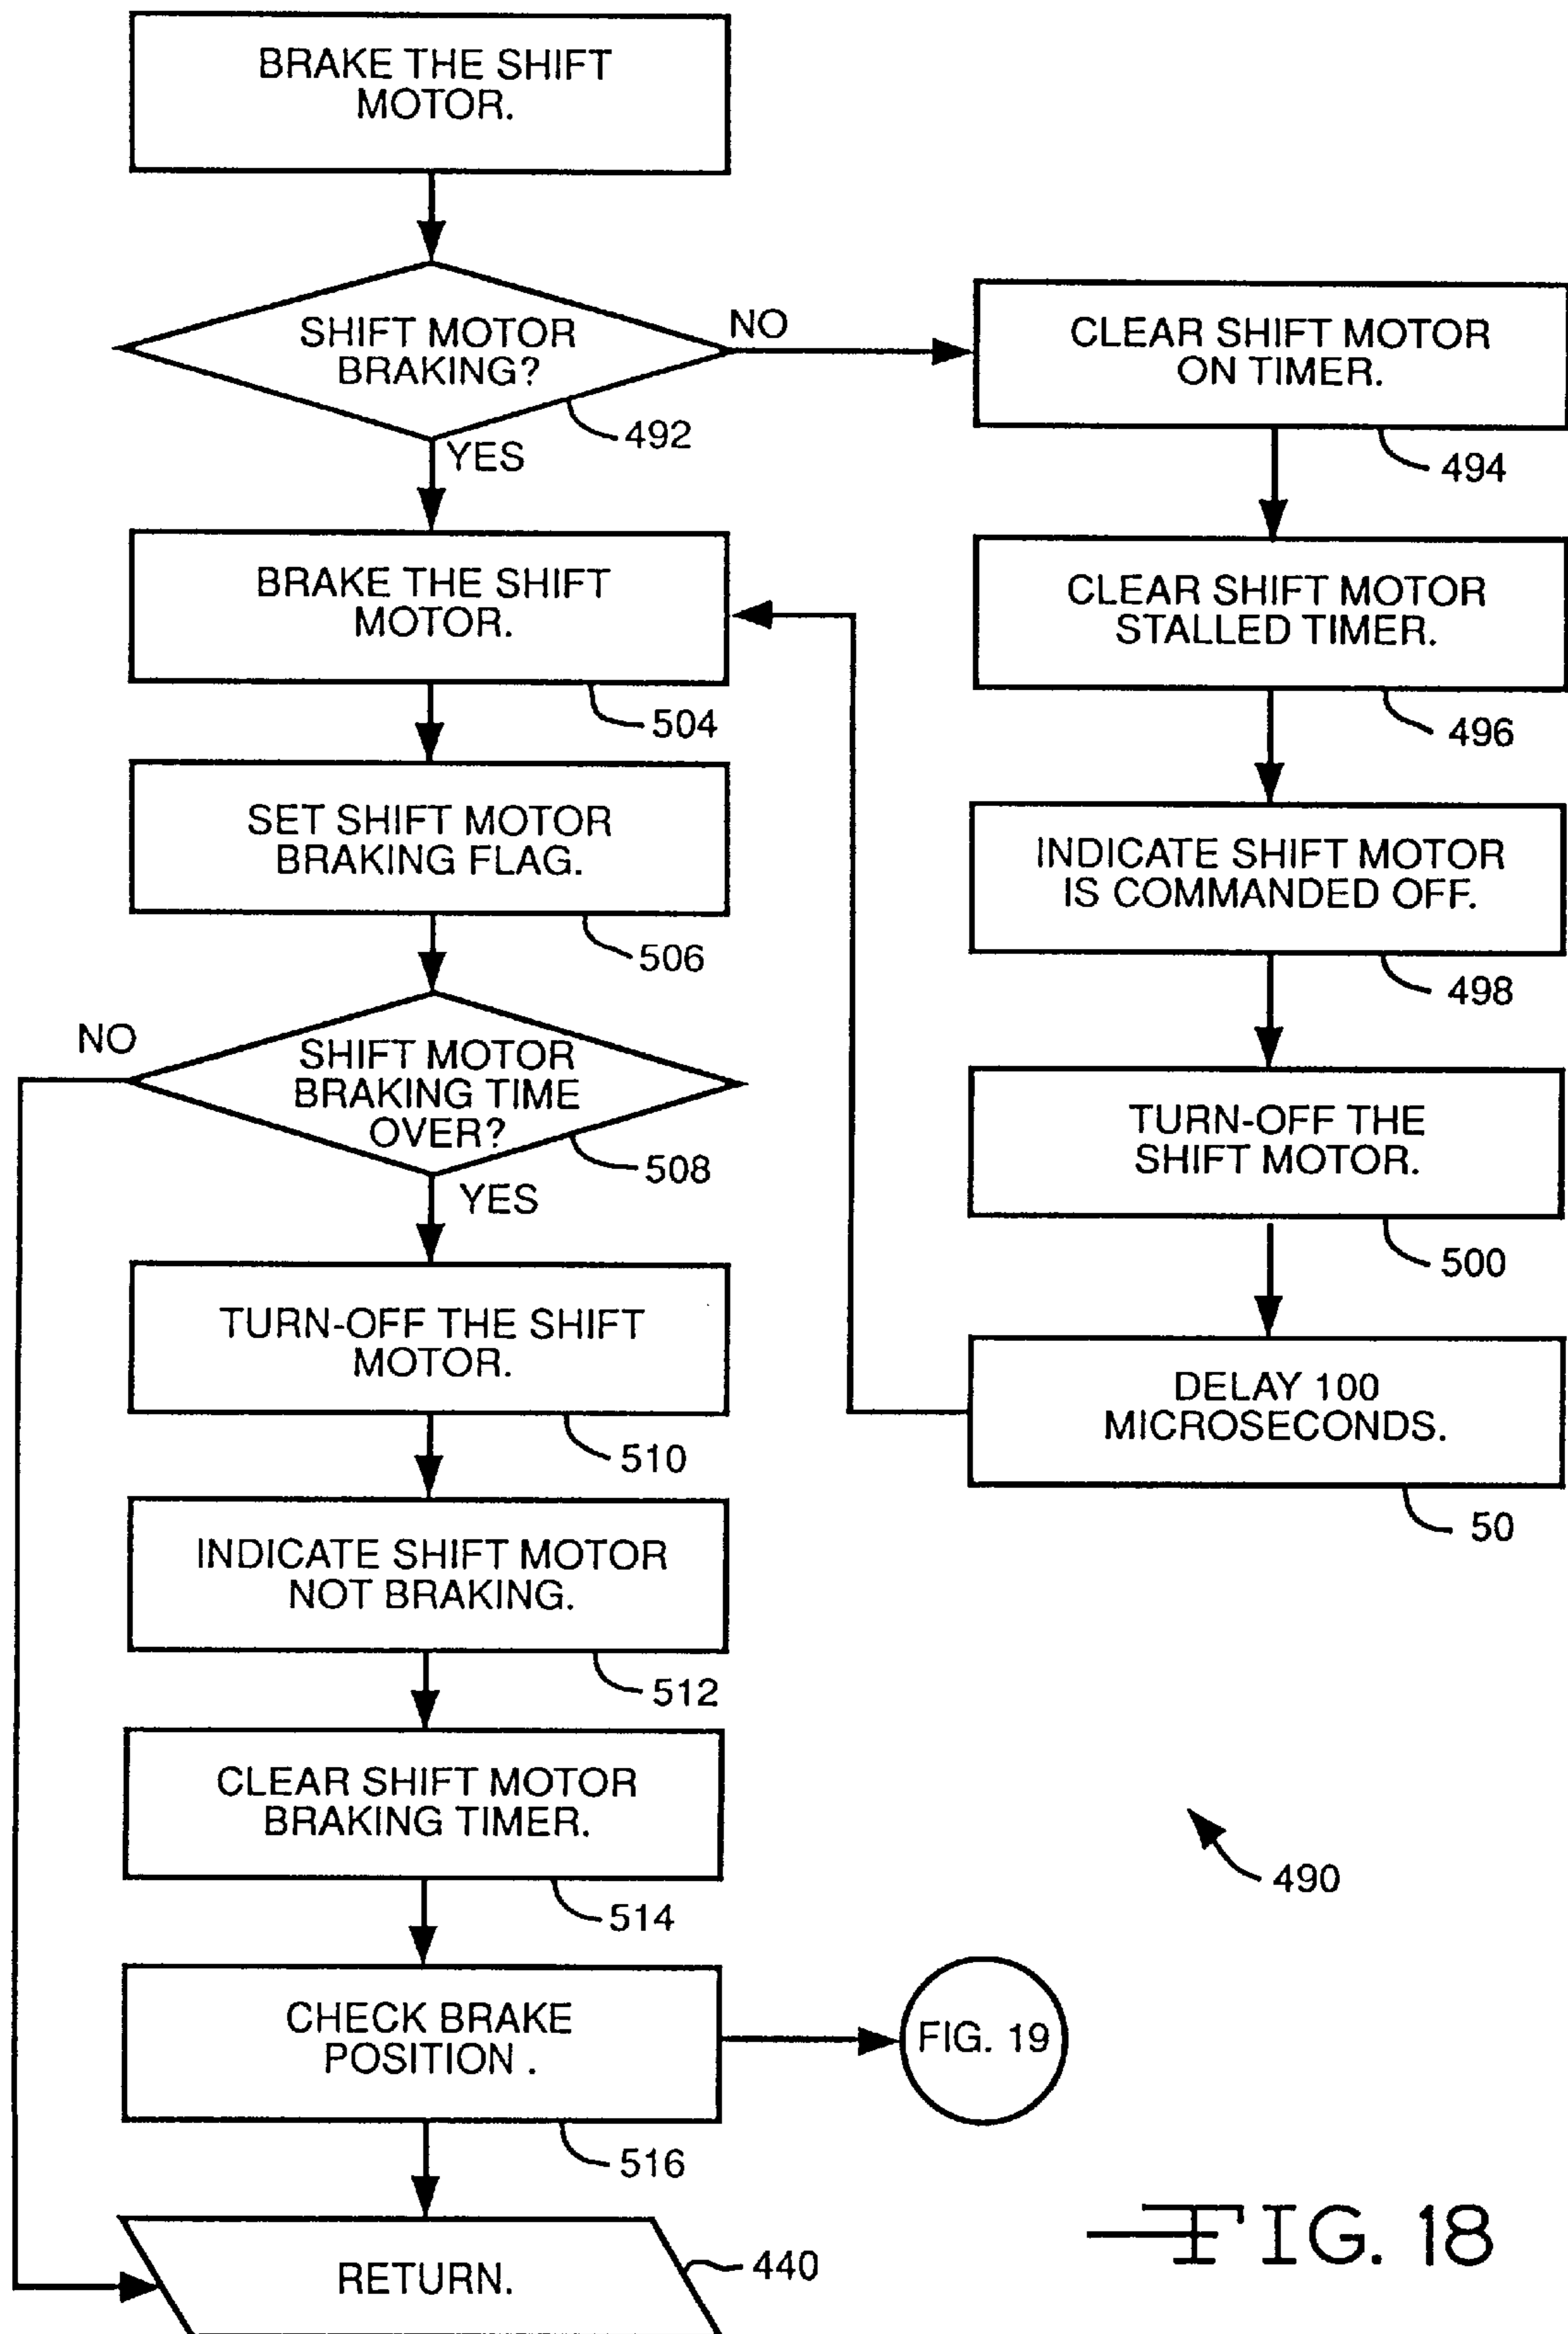 BRAKE THE SHIFT
MOTOR.
SHIFT MOTOR
BRAKING?
492
NO
YES
CLEAR SHIFT MOTOR
ON TIMER.
494
CLEAR SHIFT MOTOR
STALLED TIMER.
496
INDICATE SHIFT MOTOR
IS COMMANDED OFF.
498
TURN-OFF THE
SHIFT MOTOR.
500
DELAY 100
MICROSECONDS.
50
BRAKE THE SHIFT
MOTOR.
504
SET SHIFT MOTOR
BRAKING FLAG.
506
SHIFT MOTOR
BRAKING TIME
OVER?
508
NO
YES
TURN-OFF THE SHIFT
MOTOR.
510
INDICATE SHIFT MOTOR
NOT BRAKING.
512
CLEAR SHIFT MOTOR
BRAKING TIMER.
514
CHECK BRAKE
POSITION .
516
FIG. 19
RETURN.
440
490
FIG. 18